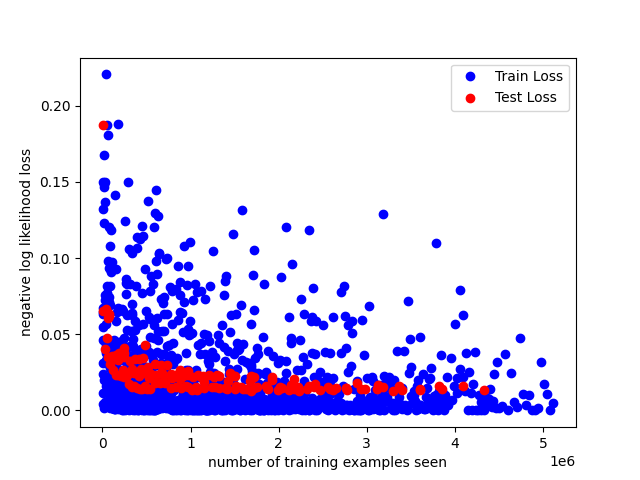 Train Loss
Test Loss
0.20
0.15
0.10
0.05
0.00
negative log likelihood loss
0 1 2 3 4 5
1e6
number of training examples seen